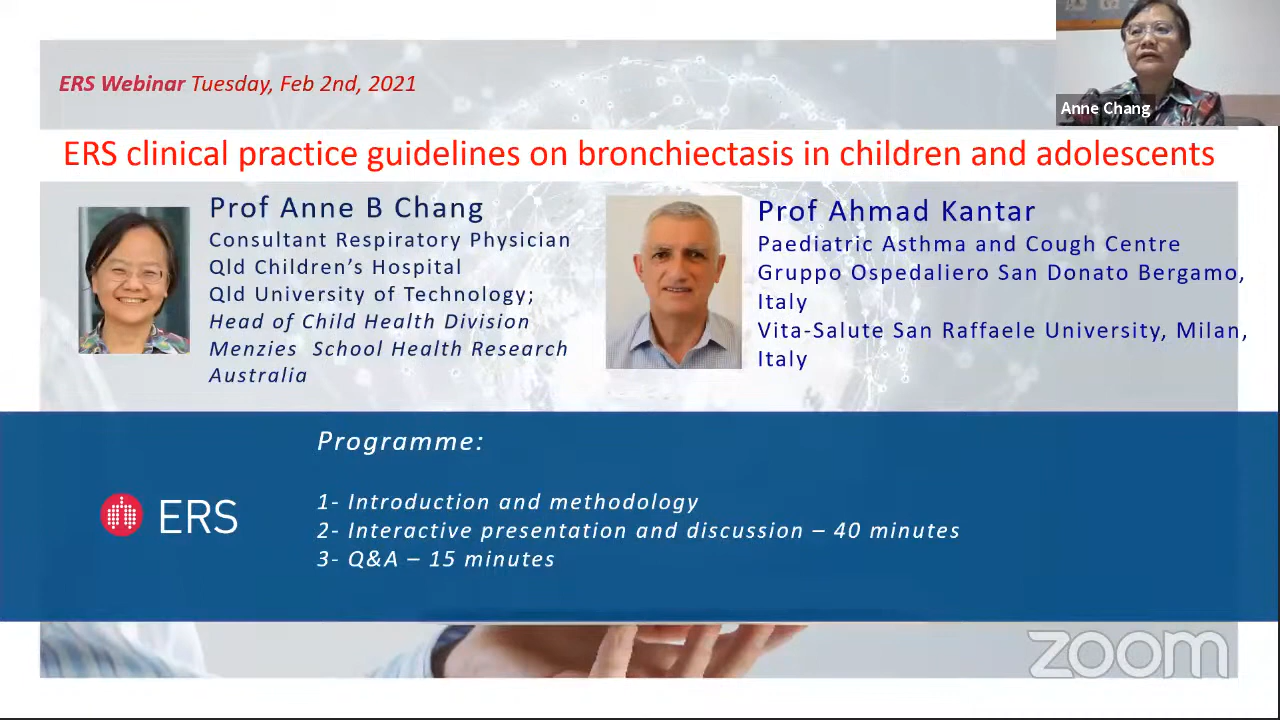 ERS Webinar Tuesday, Feb 2nd, 2021
Anne Chang
ERS clinical practice guidelines on bronchiectasis in children and adolescents
Prof Anne B Chang
Consultant Respiratory Physician
Qld Children's Hospital
Qld University of Technology;
Head of Child Health Division
Menzies School Health Research
Australia
Prof Ahmad Kantar
Paediatric Asthma and Cough Centre
Gruppo Ospedaliero San Donato Bergamo,
Italy
Vita-Salute San Raffaele University, Milan,
Italy
Programme:
1- Introduction and methodology
2- Interactive presentation and discussion – 40 minutes
3- Q&A – 15 minutes
ERS
zoom